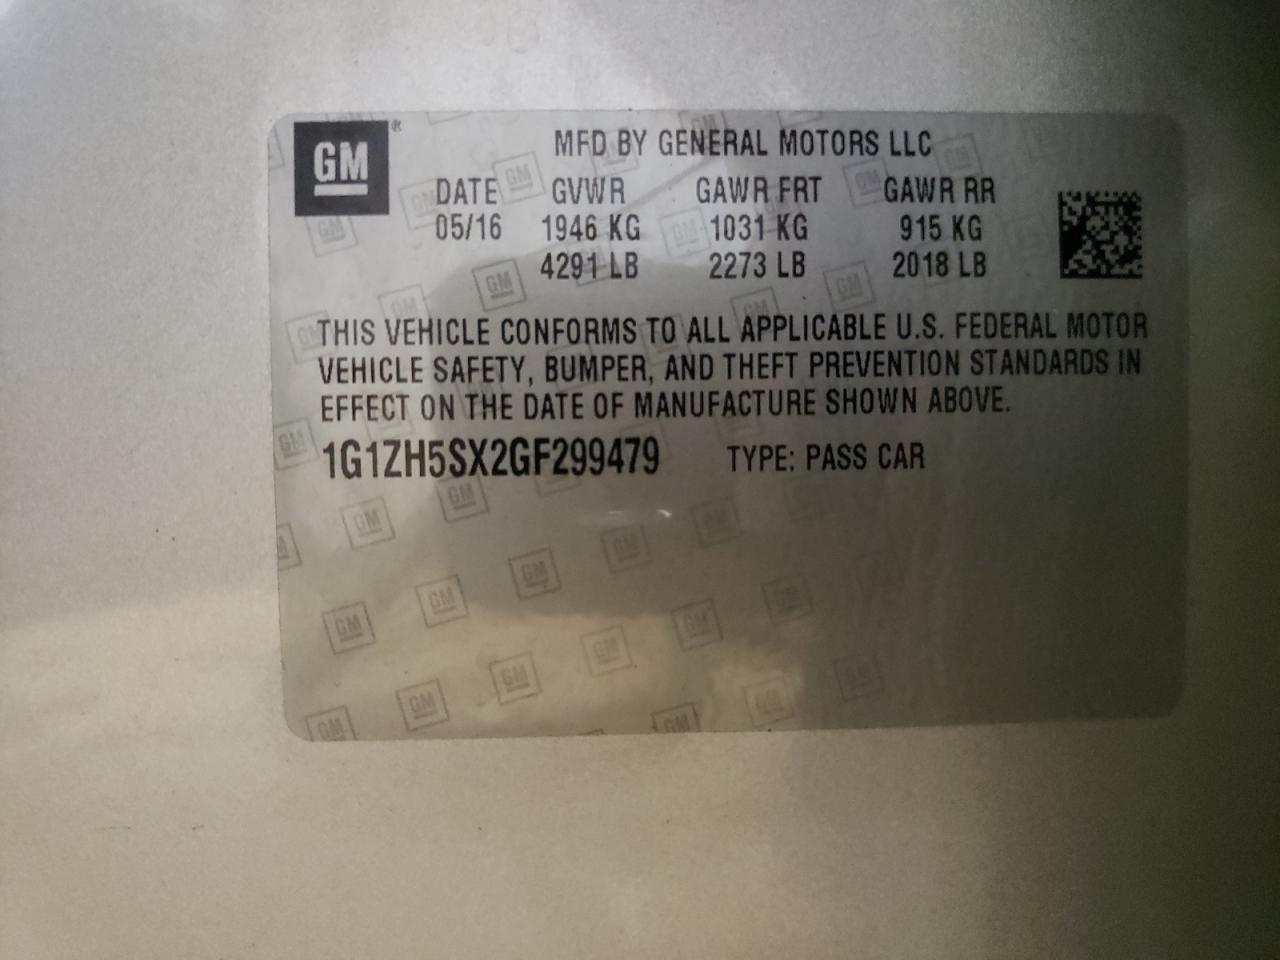 GM®
MFD BY GENERAL MOTORS LLC
DATE GVWR GAWR FRT GAWR RR
05/16 1946 KG 1031 KG 915 KG
4291 LB 2273 LB 2018 LB
THIS VEHICLE CONFORMS TO ALL APPLICABLE U.S. FEDERAL MOTOR
VEHICLE SAFETY, BUMPER, AND THEFT PREVENTION STANDARDS IN
EFFECT ON THE DATE OF MANUFACTURE SHOWN ABOVE.
1G1ZH5SX2GF299479 TYPE: PASS CAR